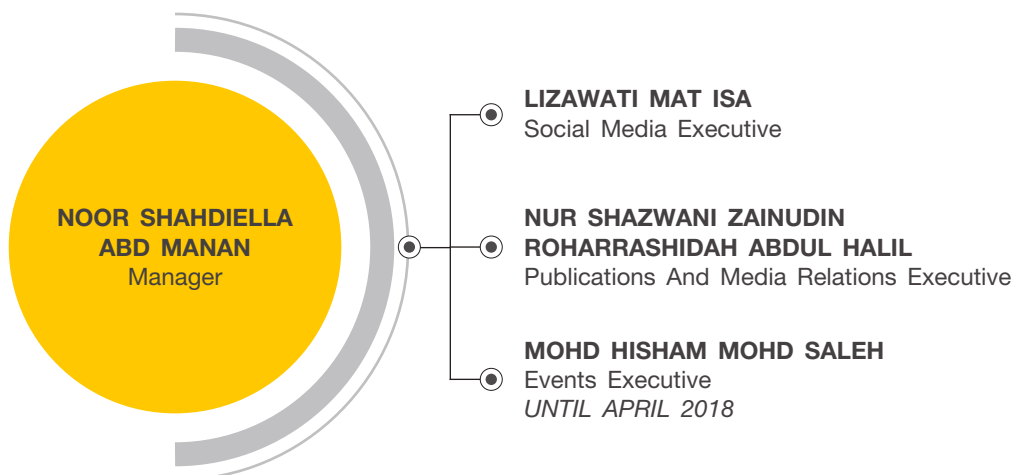 NOOR SHAHDIELLA
ABD MANAN
Manager
LIZAWATI MAT ISA
Social Media Executive
NUR SHAZWANI ZAINUDIN
ROHARRASHIDAH ABDUL HALIL
Publications And Media Relations Executive
MOHD HISHAM MOHD SALEH
Events Executive
UNTIL APRIL 2018